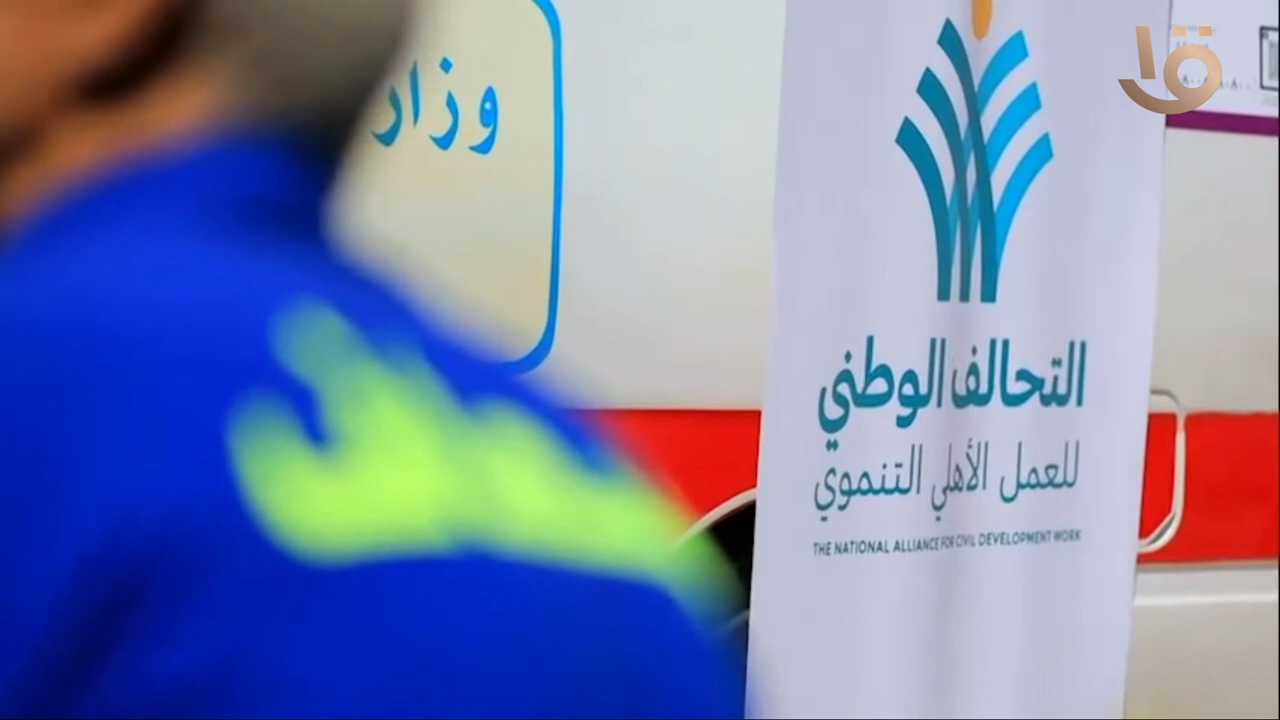 وزار
التحالف الوطني
للعمل الأهلي التنموي
THE NATIONAL ALLIANCE FOR CIVIL DEVELOPMENT WORK